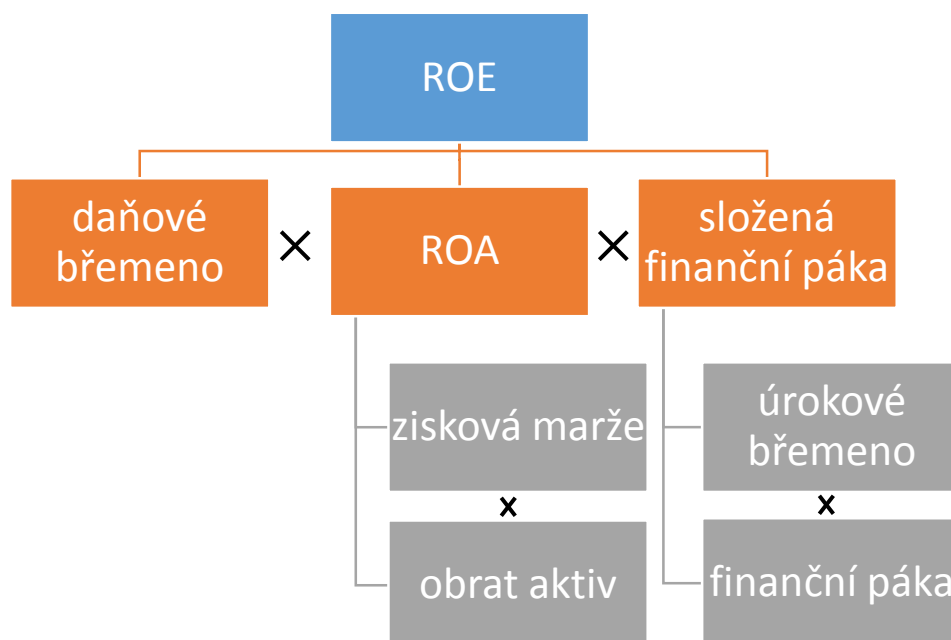 ROE
daňové
břemeno
×
ROA
×
složená
finanční páka
zisková marže
x
obrat aktiv
úrokové
břemeno
x
finanční páka